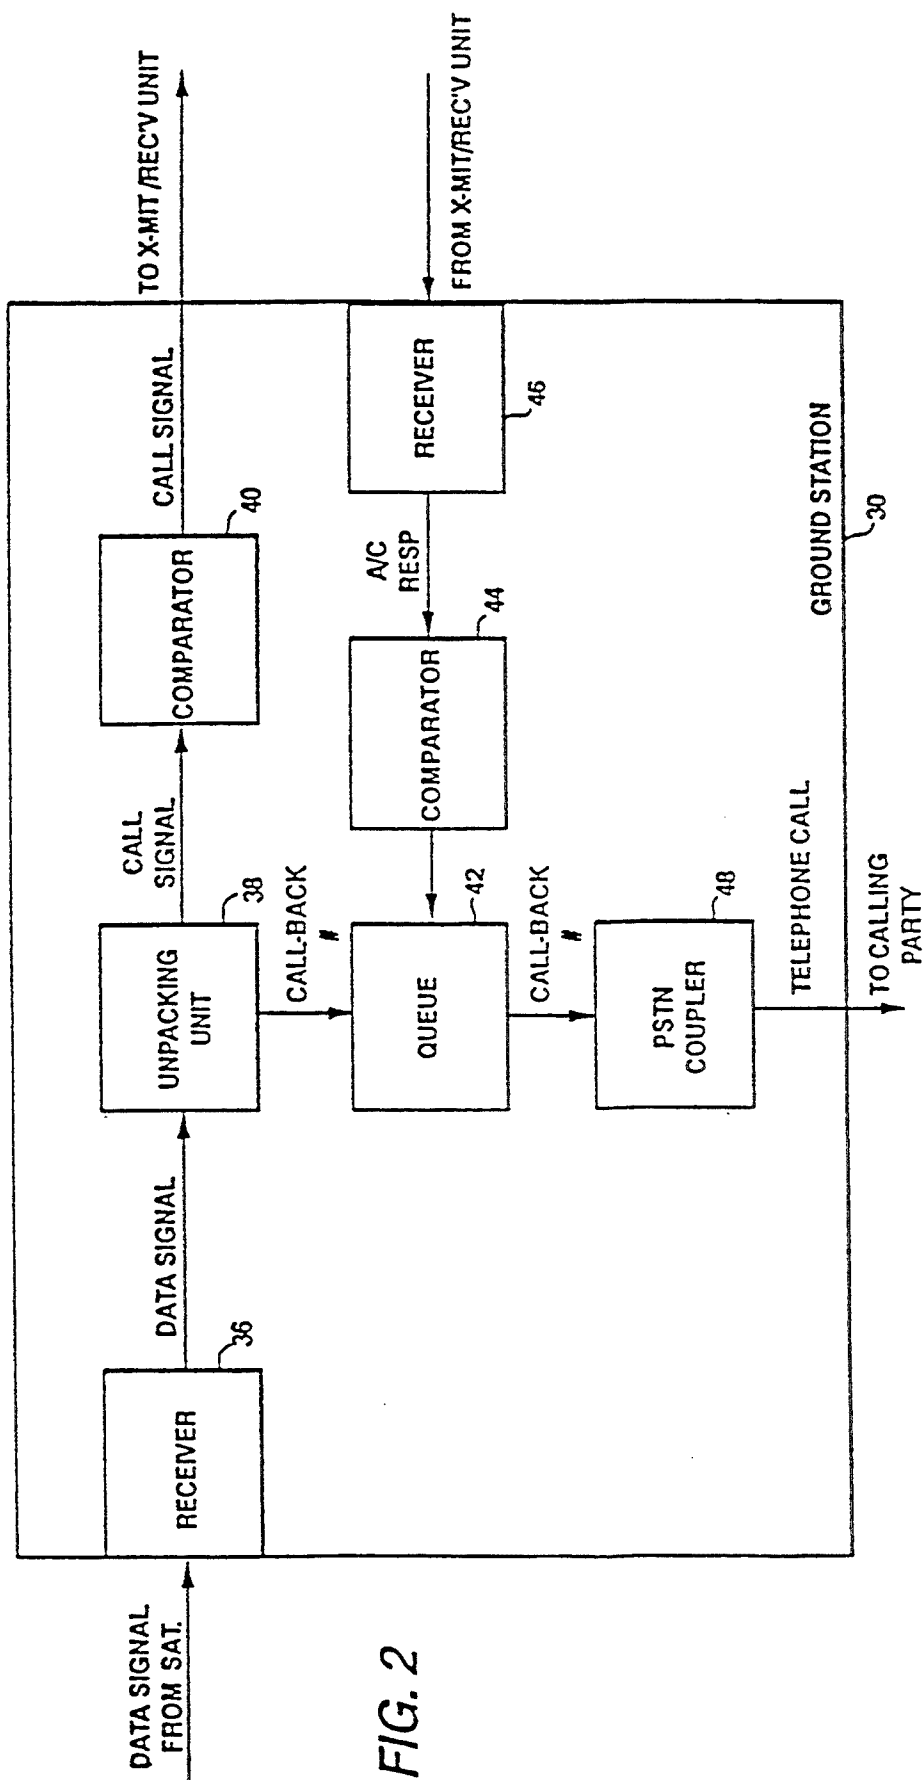 DATA SIGNAL
FROM SAT.
RECEIVER
36
DATA SIGNAL
UNPACKING
UNIT
38
CALL
SIGNAL
COMPARATOR
40
CALL SIGNAL
TO X-MIT/REC'V UNIT
CALL-BACK
#
QUEUE
42
COMPARATOR
44
A/C
RESP
RECEIVER
46
FROM X-MIT/REC'V UNIT
CALL-BACK
#
PSTN
COUPLER
48
TELEPHONE CALL
TO CALLING
PARTY
GROUND STATION
30
FIG. 2